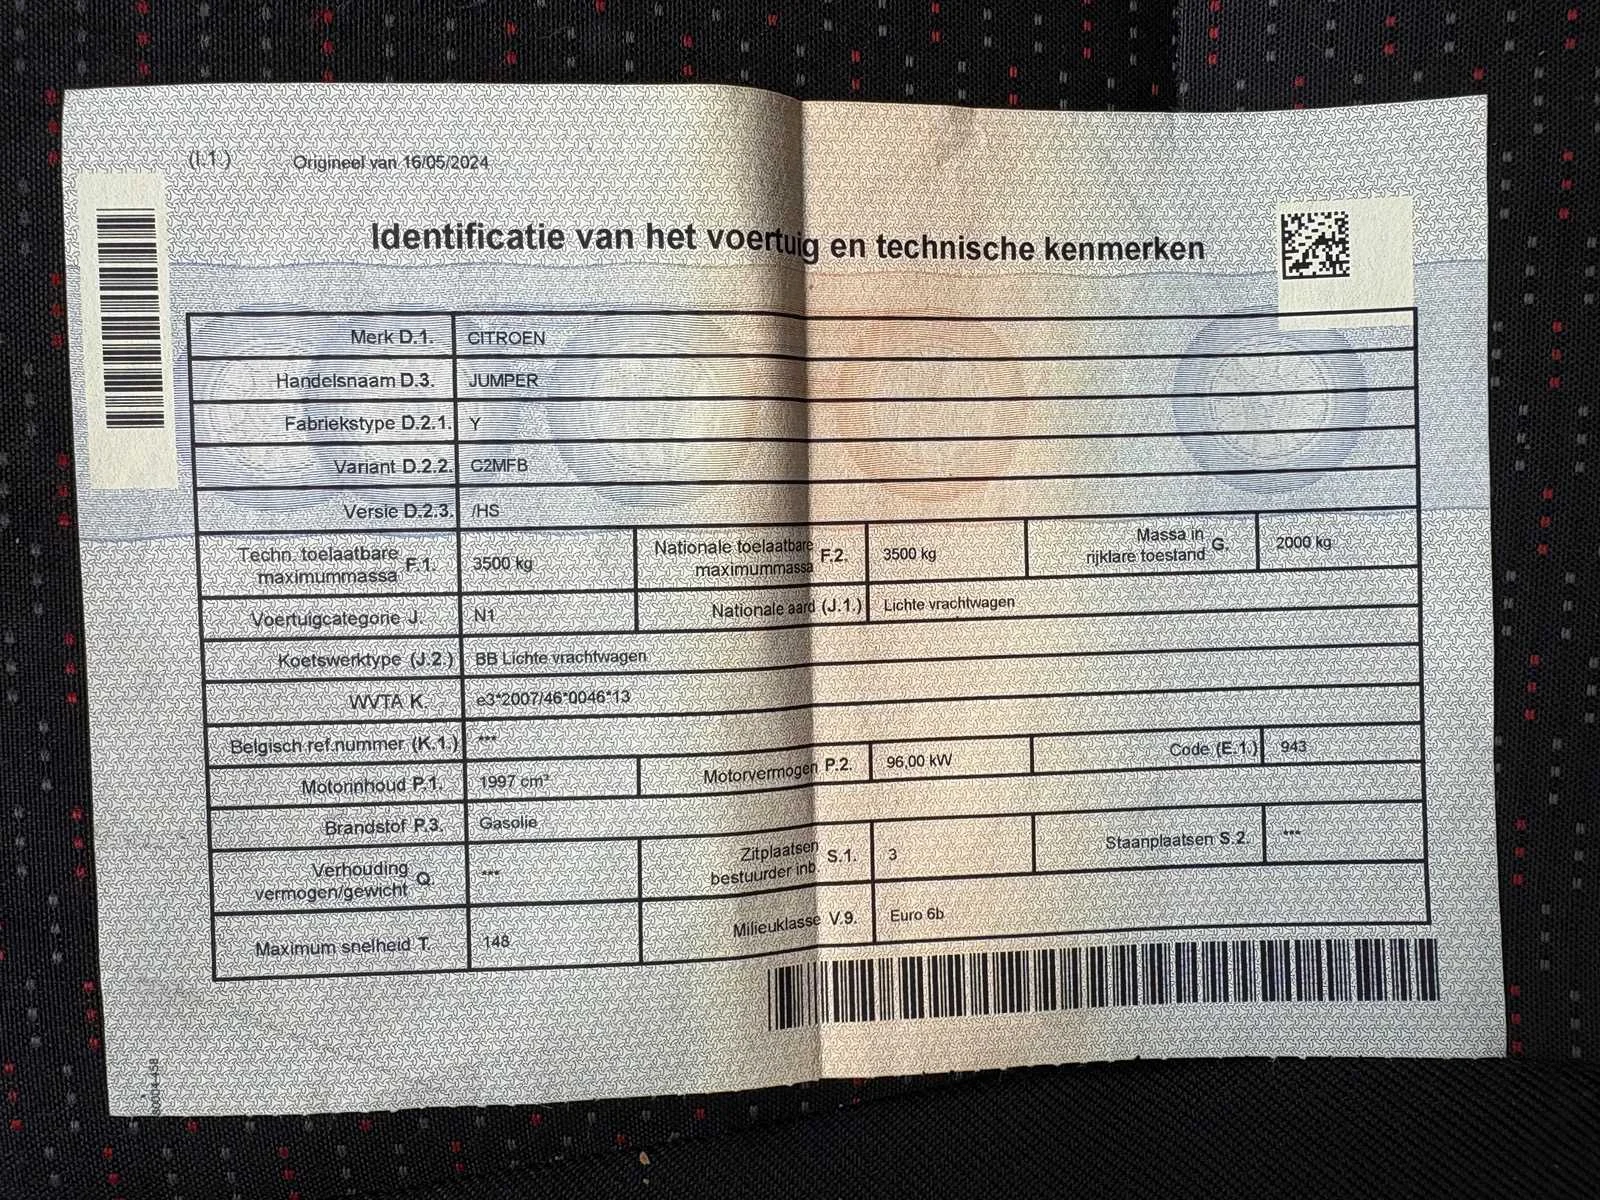 (I.1.) Origineel van 16/05/2024
Identificatie van het voertuig en technische kenmerken
Merk D.1. CITROEN
Handelsnaam D.3. JUMPER
Fabriekstype D.2.1. Y
Variant D.2.2. C2MFB
Versie D.2.3. /HS
Techn. toelaatbare maximummassa F.1. 3500 kg Nationale toelaatbare maximummassa F.2. 3500 kg Massa in rijklare toestand G. 2000 kg
Voertuigcategorie J. N1 Nationale aard (J.1.) Lichte vrachtwagen
Koetswerktype (J.2.) BB Lichte vrachtwagen
WVTA K. e3*2007/46*0046*13
Belgisch ref.nummer (K.1.) ***
Motorinhoud P.1. 1997 cm³ Motorvermogen P.2. 96,00 kW Code (E.1.) 943
Brandstof P.3. Gasolie
Verhouding vermogen/gewicht Q. *** Zitplaatsen bestuurder inb. S.1. 3 Staanplaatsen S.2. ***
Maximum snelheid T. 148 Milieuklasse V.9. Euro 6b